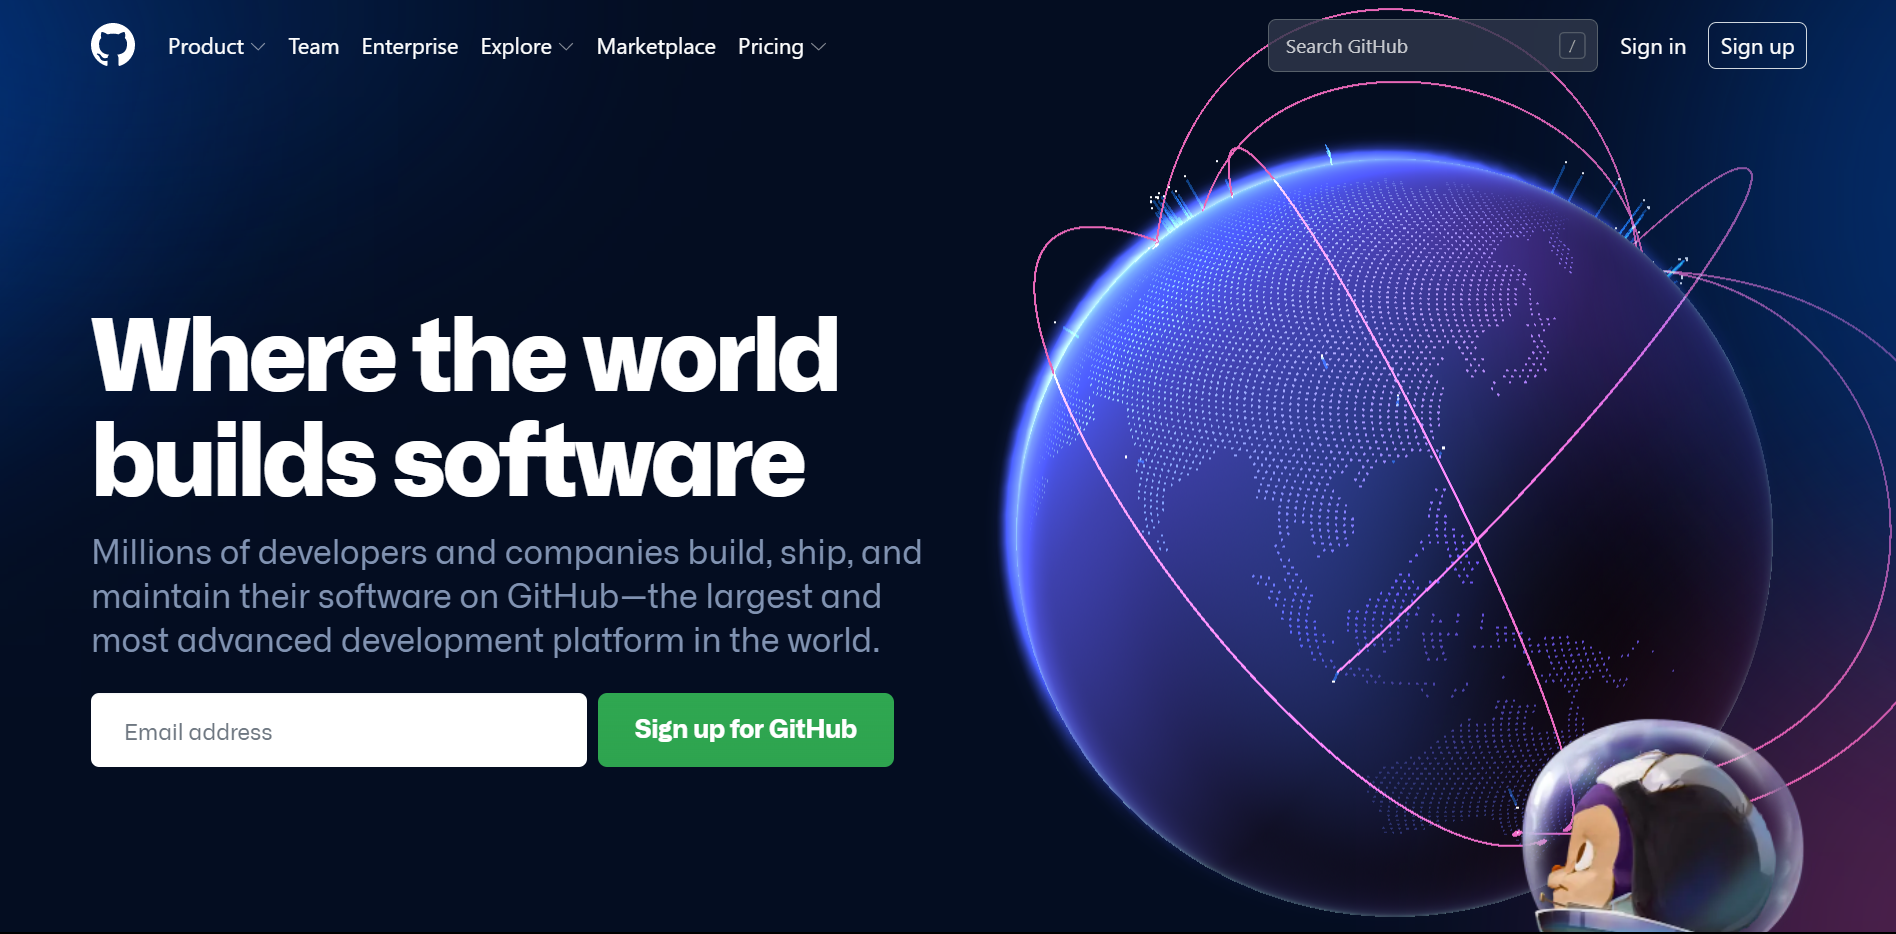 Product Team Enterprise Explore Marketplace Pricing Search GitHub / Sign in Sign up
Where the world
builds software
Millions of developers and companies build, ship, and
maintain their software on GitHub—the largest and
most advanced development platform in the world.
Email address Sign up for GitHub